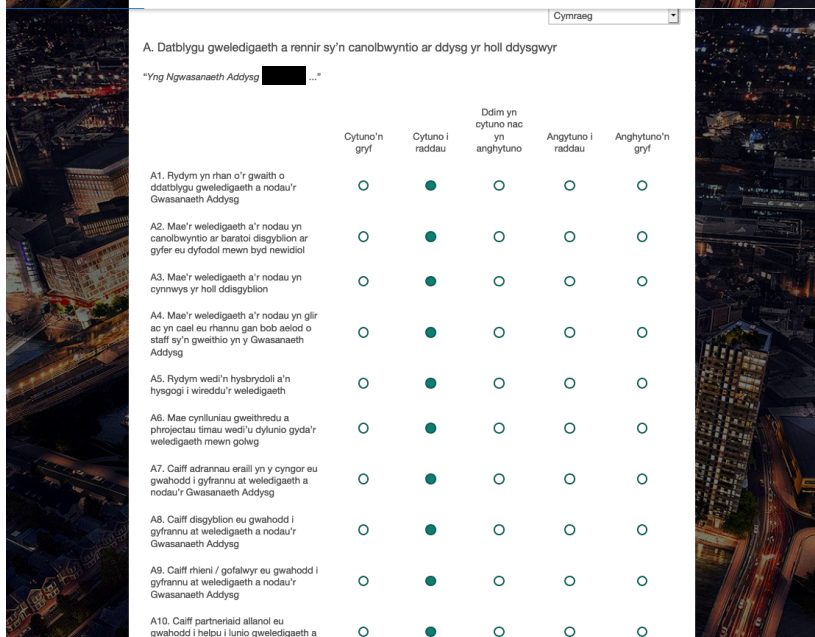 Cymraeg
A. Datblygu gweledigaeth a rennir sy'n canolbwyntio ar ddysg yr holl ddysgwyr
"Yng Ngwasanaeth Addysg ..."
Cytuno'n
gryf
Cytuno i
raddau
Ddim yn
cytuno nac
yn
anghytuno
Angytuno i
raddau
Anghytuno'n
gryf
A1. Rydym yn rhan o'r gwaith o
ddatblygu gweledigaeth a nodau'r
Gwasanaeth Addysg
A2. Mae'r weledigaeth a'r nodau yn
canolbwyntio ar baratoi disgyblion ar
gyfer eu dyfodol mewn byd newidiol
A3. Mae'r weledigaeth a'r nodau yn
cynnwys yr holl ddisgyblion
A4. Mae'r weledigaeth a'r nodau yn glir
ac yn cael eu rhannu gan bob aelod o
staff sy'n gweithio yn y Gwasanaeth
Addysg
A5. Rydym wedi'n hysbrydoli a'n
hysgogi i wireddu'r weledigaeth
A6. Mae cynlluniau gweithredu a
phrojectau timau wedi'u dylunio gyda'r
weledigaeth mewn golwg
A7. Caiff adrannau eraill yn y cyngor eu
gwahodd i gyfrannu at weledigaeth a
nodau'r Gwasanaeth Addysg
A8. Caiff disgyblion eu gwahodd i
gyfrannu at weledigaeth a nodau'r
Gwasanaeth Addysg
A9. Caiff rhieni / gofalwyr eu gwahodd i
gyfrannu at weledigaeth a nodau'r
Gwasanaeth Addysg
A10. Caiff partneriaid allanol eu
gwahodd i helpu i lunio gweledigaeth a